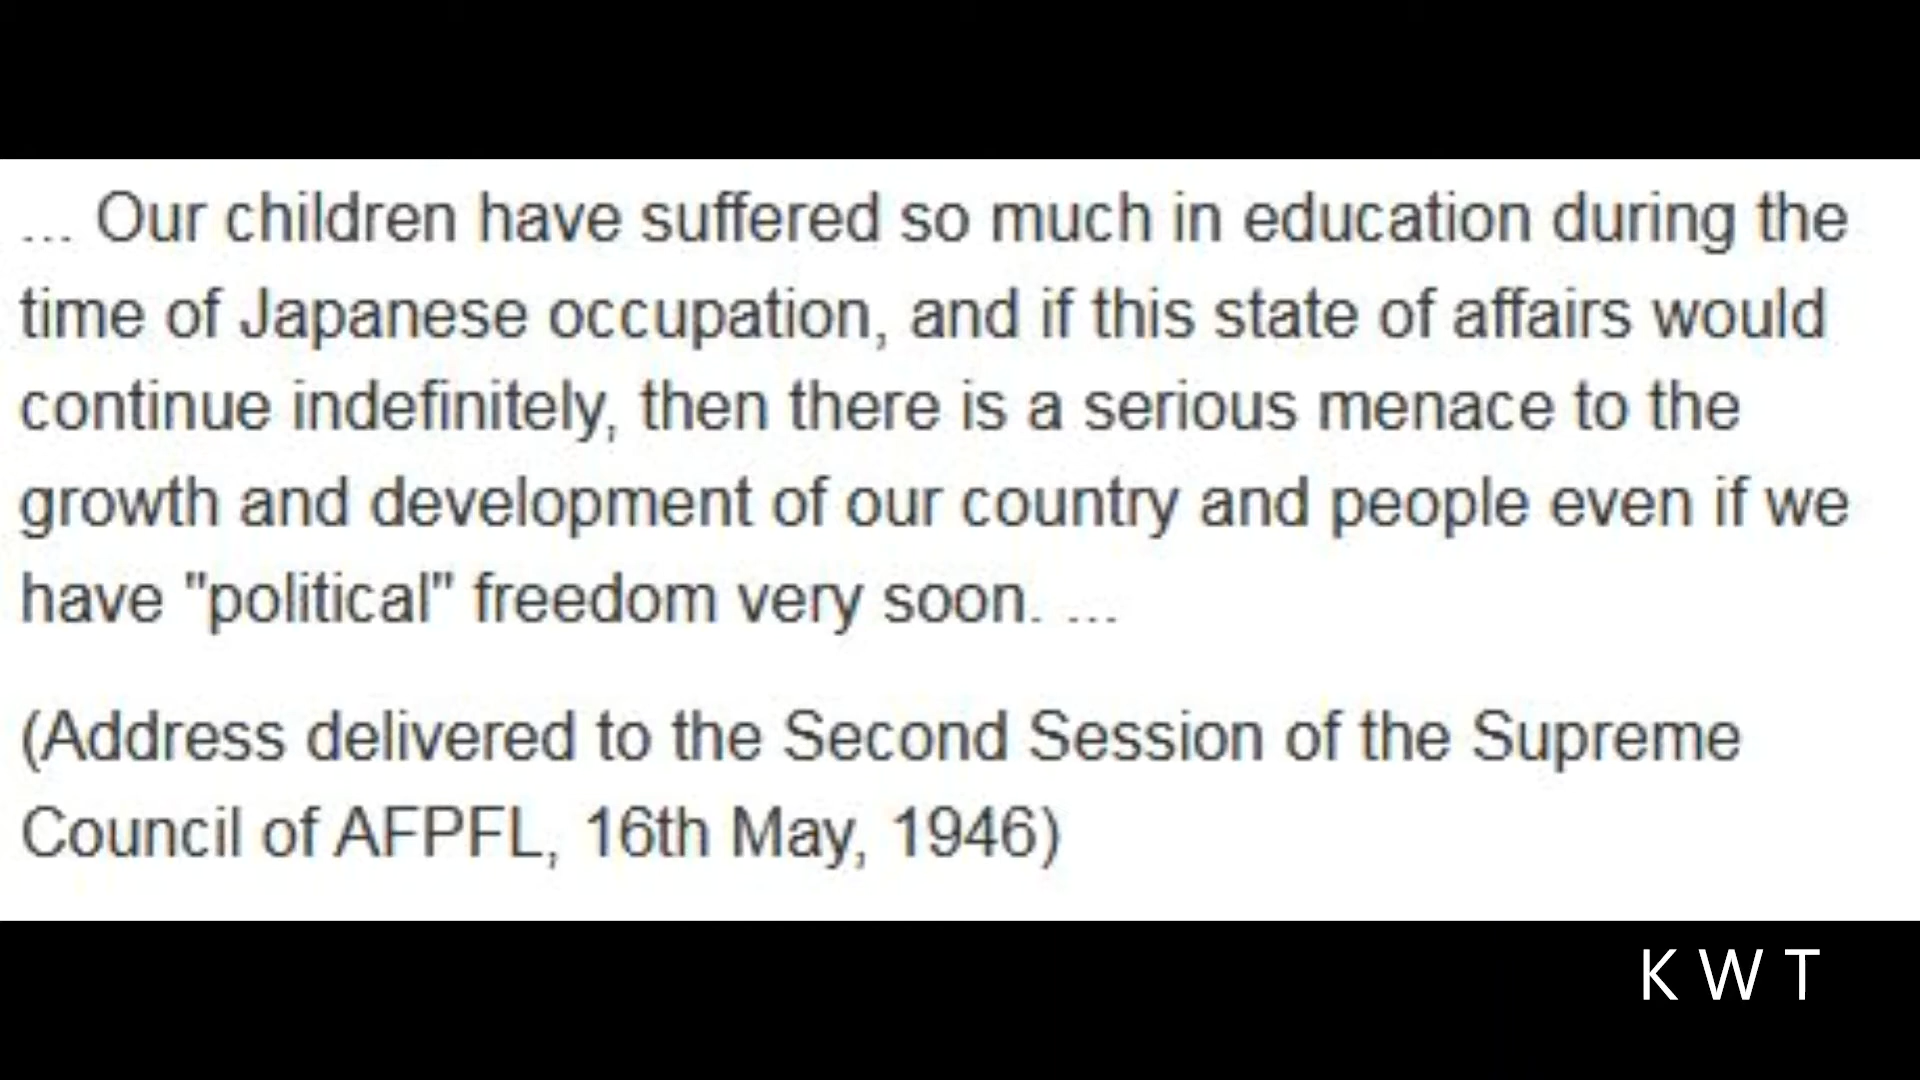 ... Our children have suffered so much in education during the
time of Japanese occupation, and if this state of affairs would
continue indefinitely, then there is a serious menace to the
growth and development of our country and people even if we
have "political" freedom very soon. ...
(Address delivered to the Second Session of the Supreme
Council of AFPFL, 16th May, 1946)
KWT